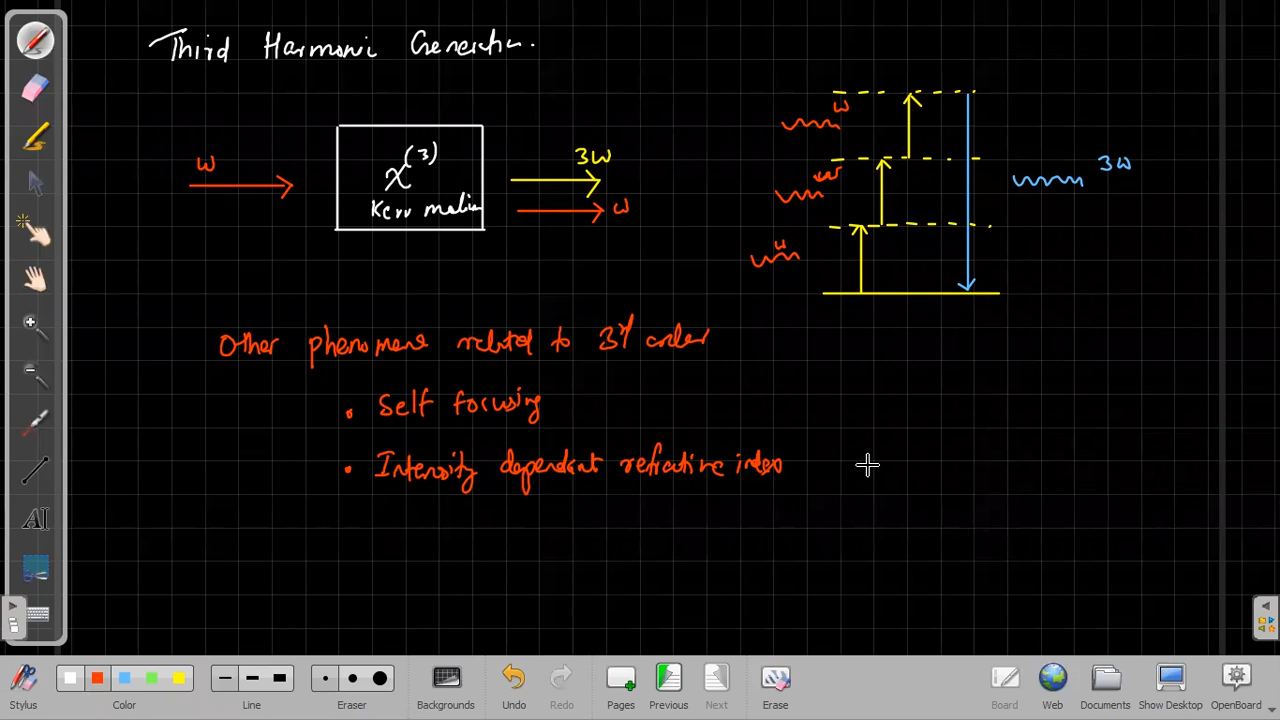 Third Harmonic Generation.
ω
χ(3)
Kerr medium
3ω
ω
ω
ω
ω
3ω
Other phenomena related to 3rd order
• Self focusing
• Intensity dependent refractive index
AI
Stylus
Color
Line
Eraser
Backgrounds
Undo
Redo
Pages
Previous
Next
Erase
Board
Web
Documents
Show Desktop
OpenBoard